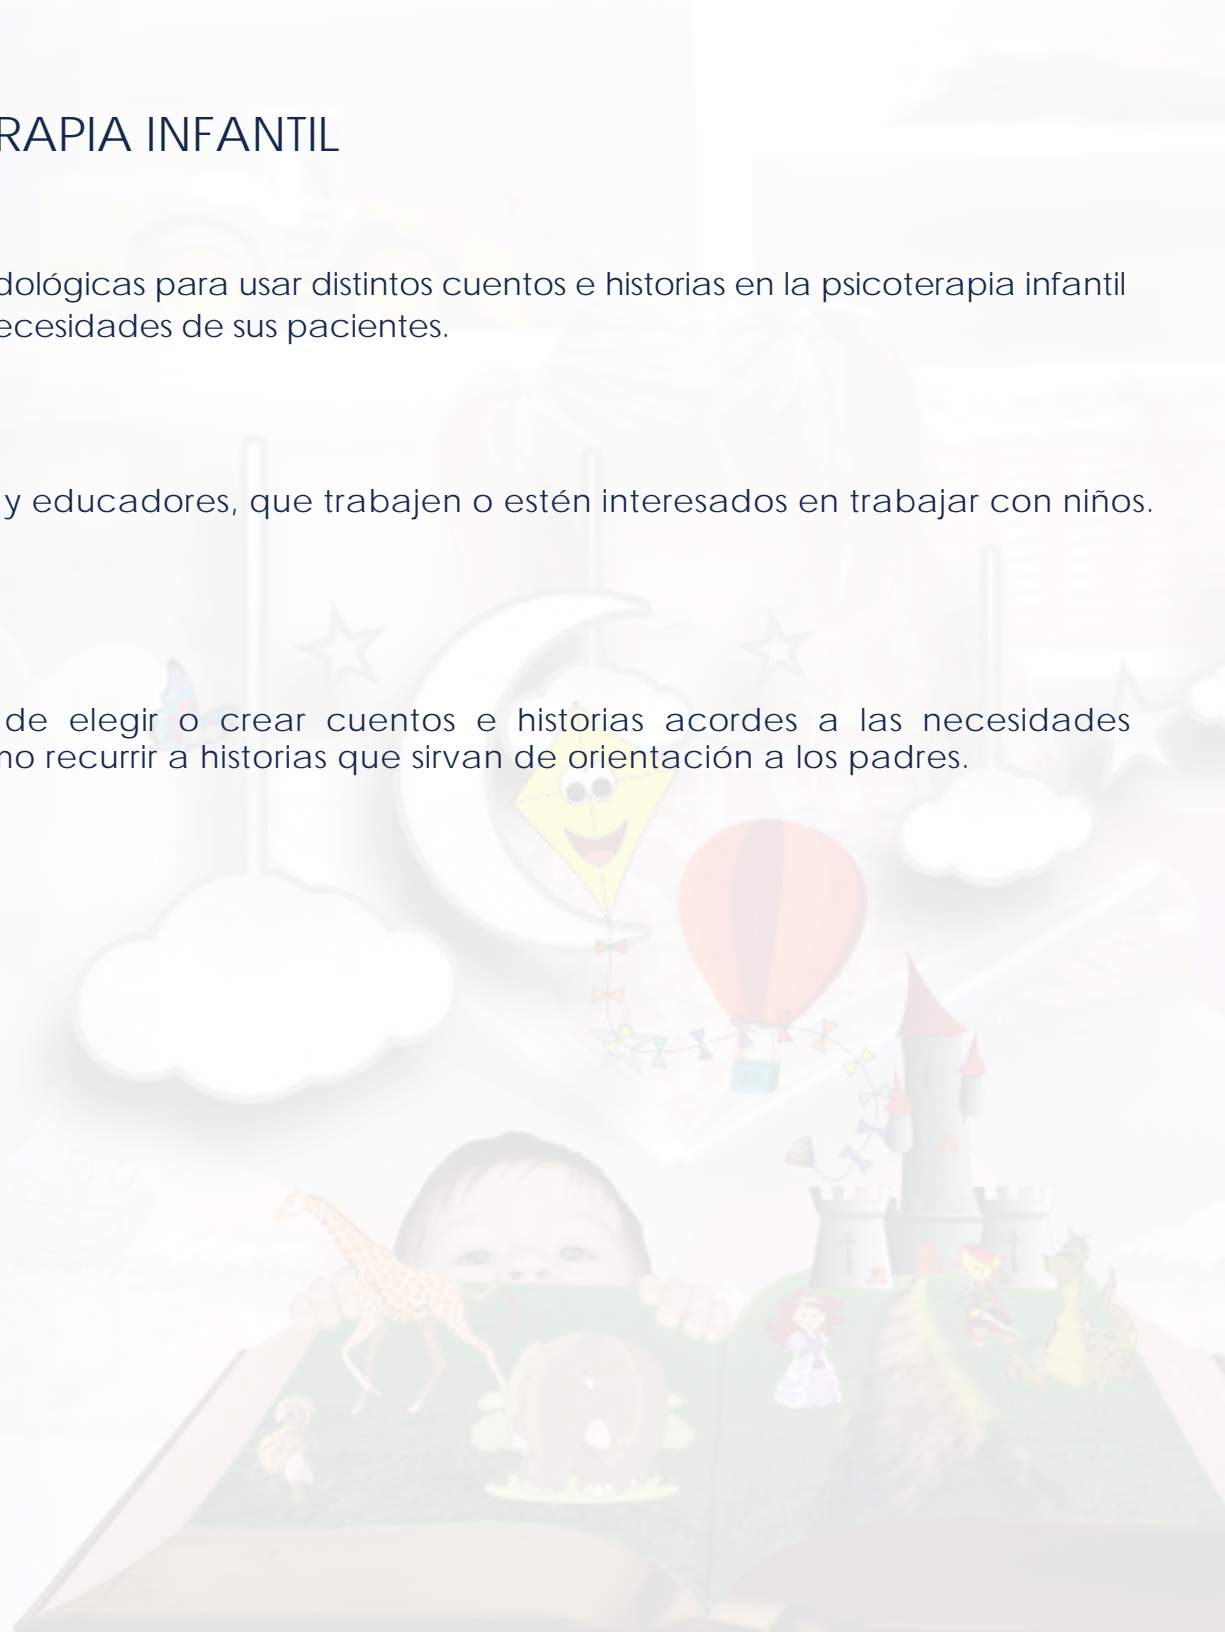 RAPIA INFANTIL
dológicas para usar distintos cuentos e historias en la psicoterapia infantil
ecesidades de sus pacientes.
y educadores, que trabajen o estén interesados en trabajar con niños.
de elegir o crear cuentos e historias acordes a las necesidades
mo recurrir a historias que sirvan de orientación a los padres.